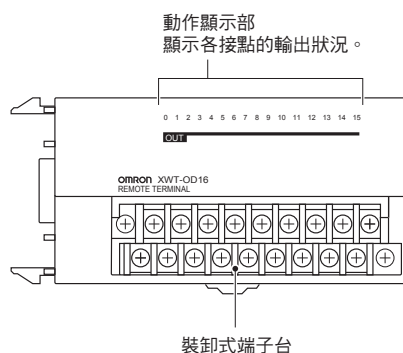 動作顯示部
顯示各接點的輸出狀況。
0 1 2 3 4 5 6 7 8 9 10 11 12 13 14 15
OUT
OMRON XWT-OD16
REMOTE TERMINAL
裝卸式端子台